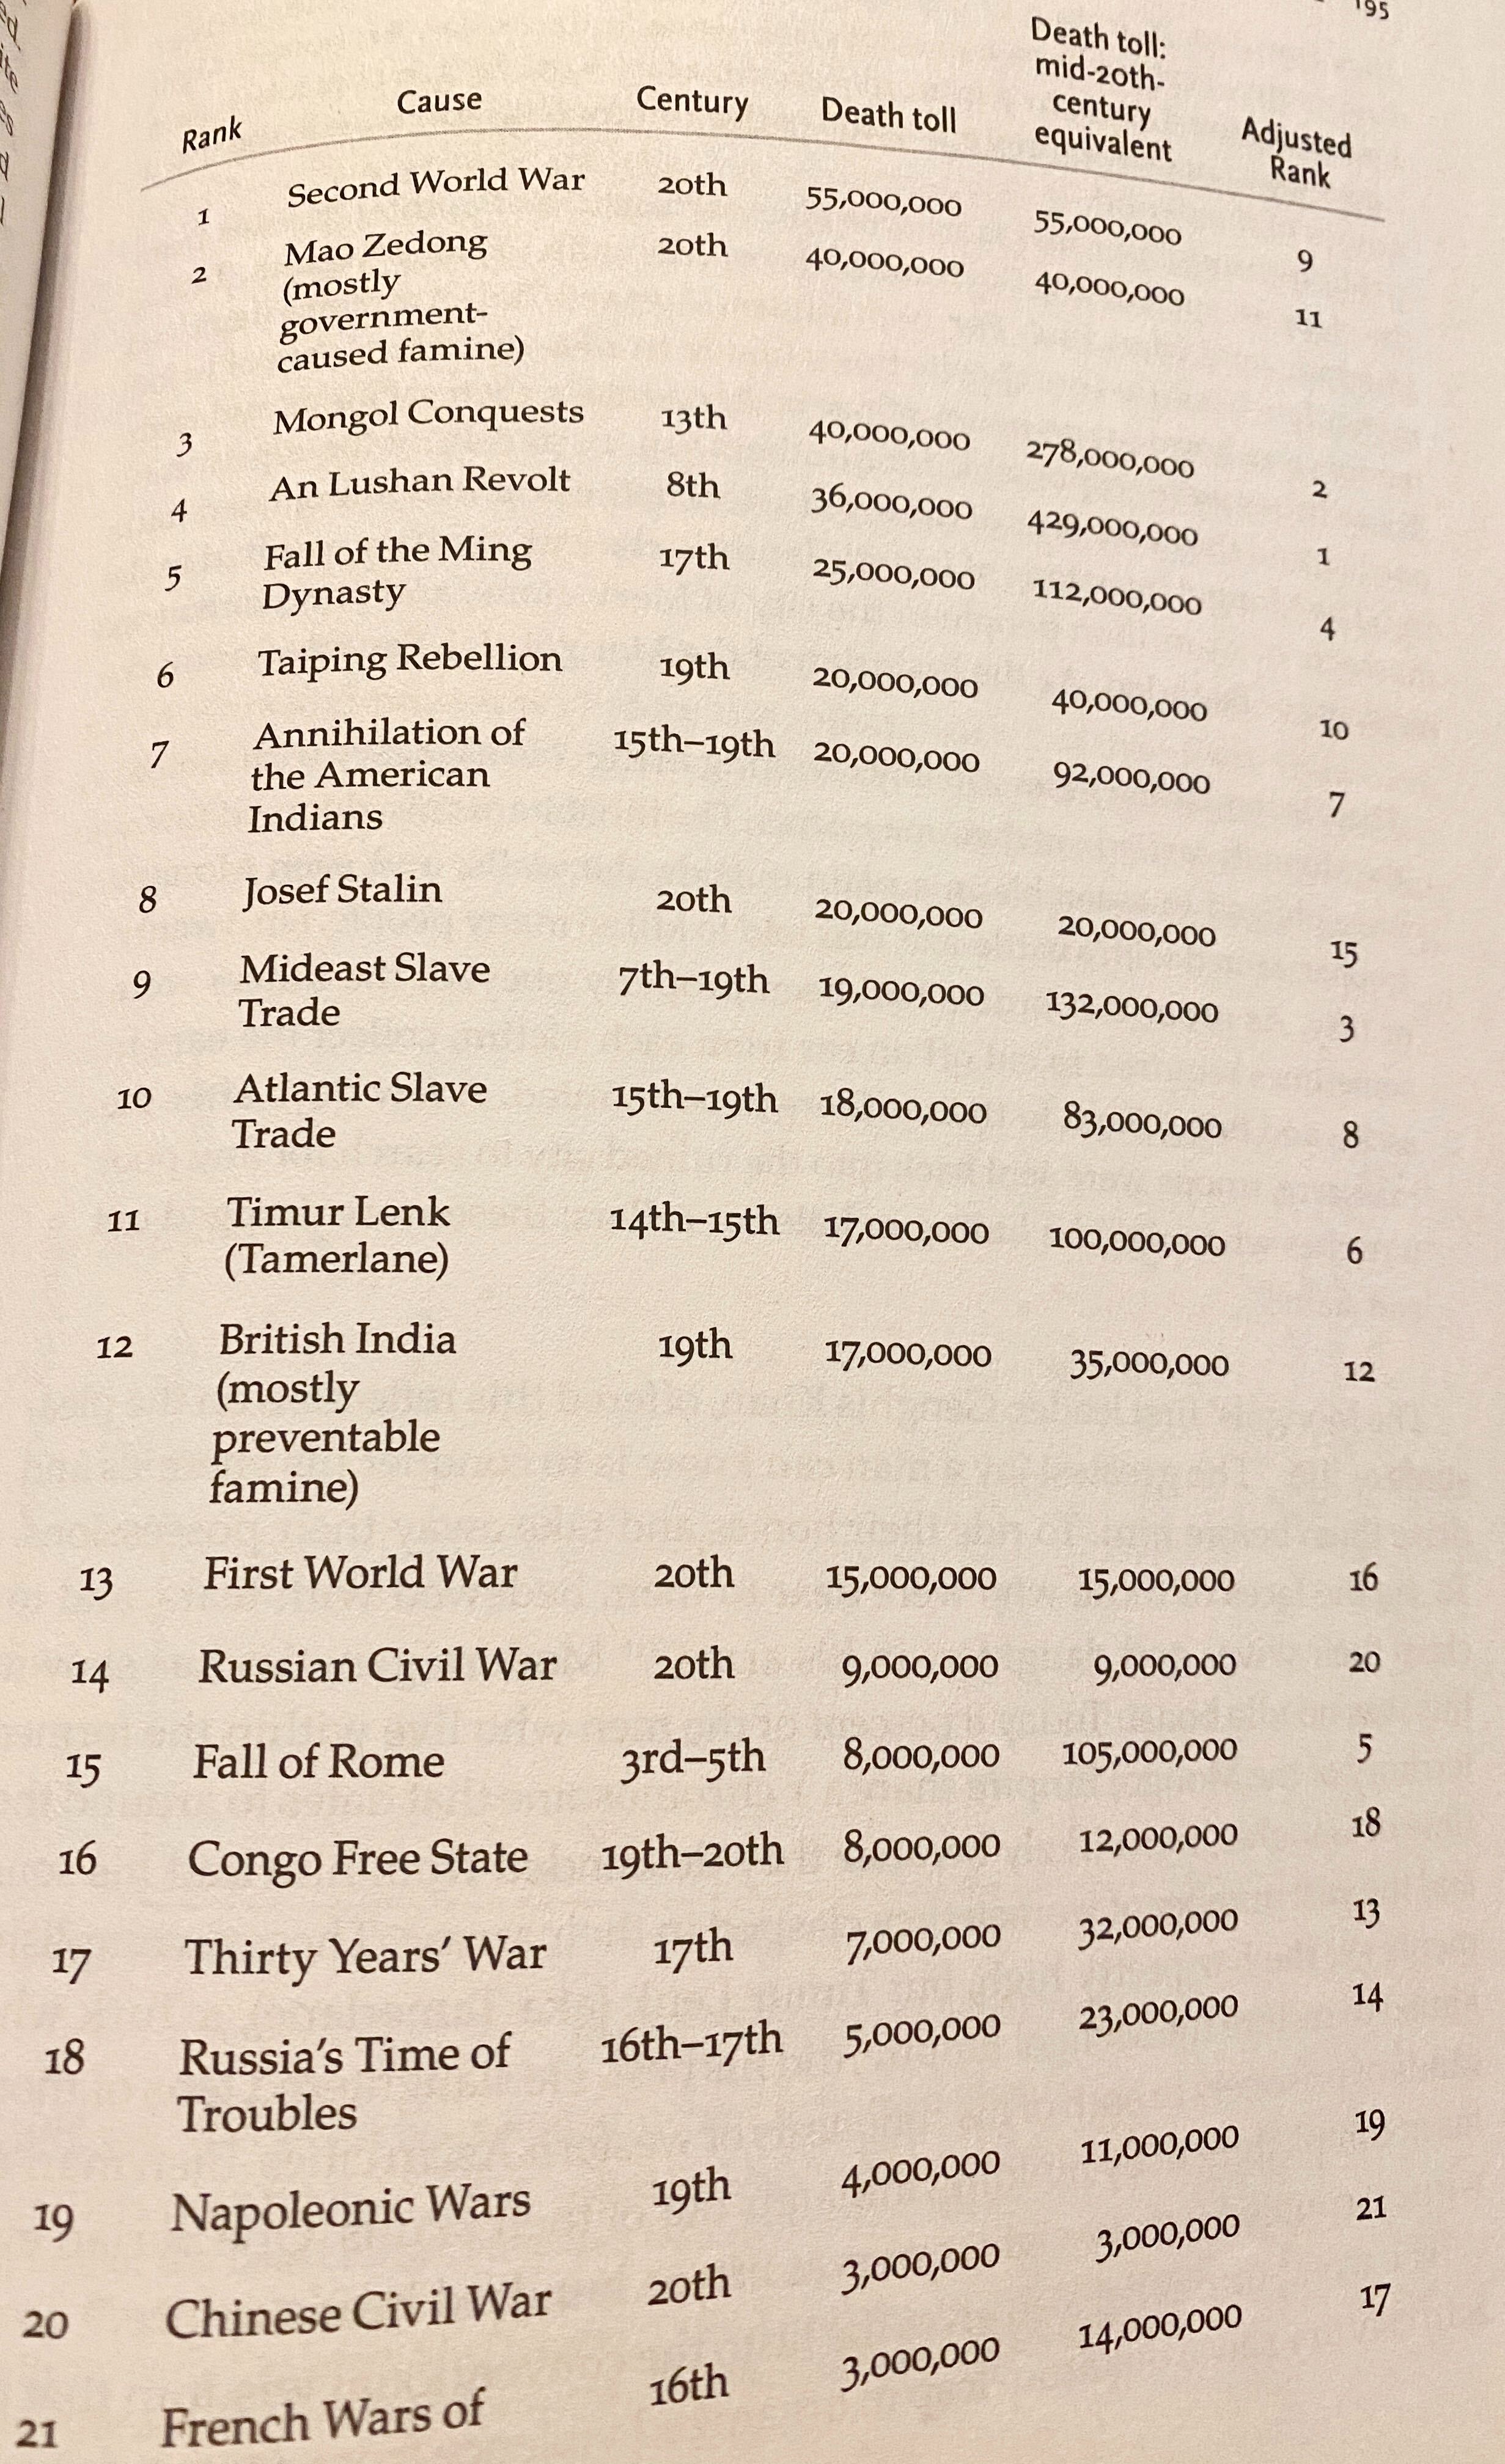 195
Rank Cause Century Death toll Death toll: mid-20th-century equivalent Adjusted Rank
1 Second World War 20th 55,000,000 55,000,000 9
2 Mao Zedong 20th 40,000,000 40,000,000 11
(mostly
government-
caused famine)
3 Mongol Conquests 13th 40,000,000 278,000,000 2
4 An Lushan Revolt 8th 36,000,000 429,000,000 1
5 Fall of the Ming 17th 25,000,000 112,000,000 4
Dynasty
6 Taiping Rebellion 19th 20,000,000 40,000,000 10
7 Annihilation of 15th–19th 20,000,000 92,000,000 7
the American
Indians
8 Josef Stalin 20th 20,000,000 20,000,000 15
9 Mideast Slave 7th–19th 19,000,000 132,000,000 3
Trade
10 Atlantic Slave 15th–19th 18,000,000 83,000,000 8
Trade
11 Timur Lenk 14th–15th 17,000,000 100,000,000 6
(Tamerlane)
12 British India 19th 17,000,000 35,000,000 12
(mostly
preventable
famine)
13 First World War 20th 15,000,000 15,000,000 16
14 Russian Civil War 20th 9,000,000 9,000,000 20
15 Fall of Rome 3rd–5th 8,000,000 105,000,000 5
16 Congo Free State 19th–20th 8,000,000 12,000,000 18
17 Thirty Years’ War 17th 7,000,000 32,000,000 13
18 Russia’s Time of 16th–17th 5,000,000 23,000,000 14
Troubles
19 Napoleonic Wars 19th 4,000,000 11,000,000 19
20 Chinese Civil War 20th 3,000,000 3,000,000 21
21 French Wars of 16th 3,000,000 14,000,000 17